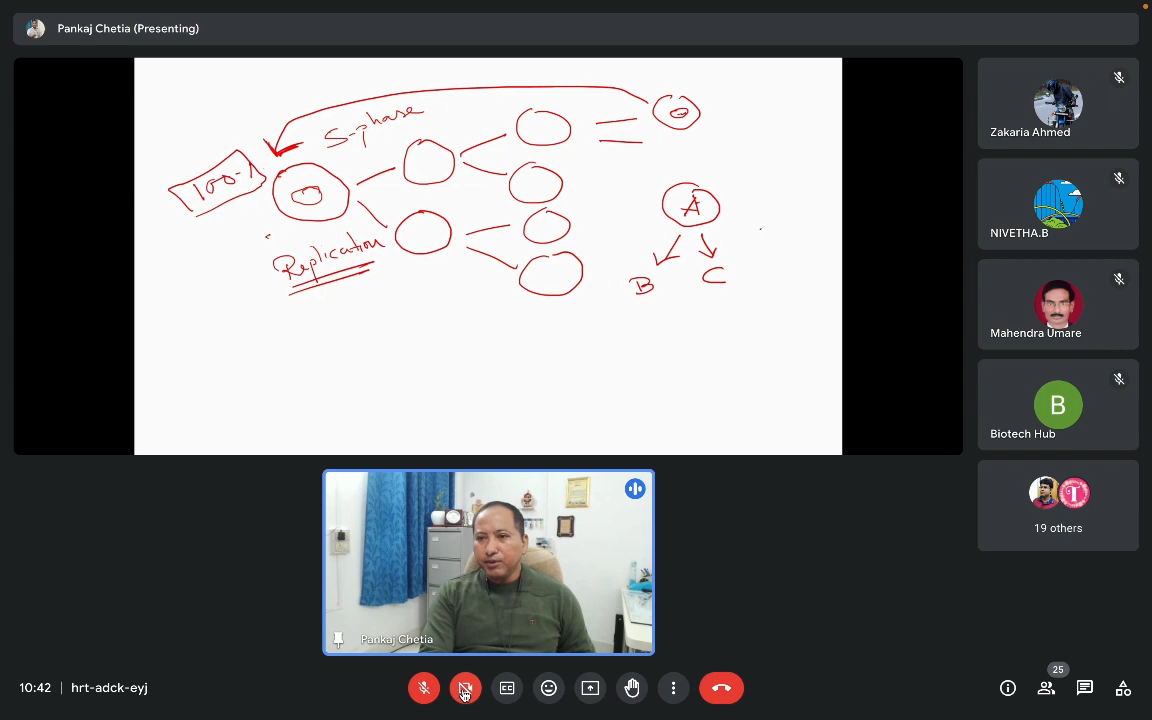 Pankaj Chetia (Presenting)
S-phase
100-1
Replication
A
B
C
Zakaria Ahmed
NIVETHA.B
Mahendra Umare
B
Biotech Hub
19 others
Pankaj Chetia
10:42 | hrt-adck-eyj
CC
25